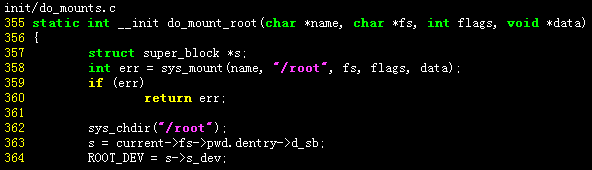 init/do_mounts.c
355 static int __init do_mount_root(char *name, char *fs, int flags, void *data)
356 {
357         struct super_block *s;
358         int err = sys_mount(name, "/root", fs, flags, data);
359         if (err)
360                 return err;
361
362         sys_chdir("/root");
363         s = current->fs->pwd.dentry->d_sb;
364         ROOT_DEV = s->s_dev;